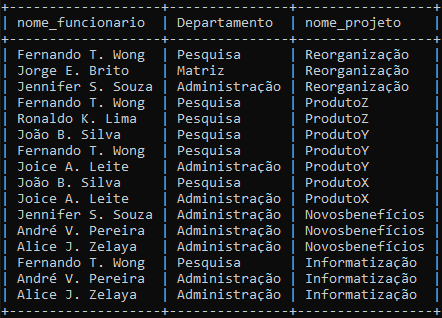 +--------------------+---------------+-----------------+
| nome_funcionario | Departamento | nome_projeto |
+--------------------+---------------+-----------------+
| Fernando T. Wong | Pesquisa | Reorganização |
| Jorge E. Brito | Matriz | Reorganização |
| Jennifer S. Souza | Administração | Reorganização |
| Fernando T. Wong | Pesquisa | ProdutoZ |
| Ronaldo K. Lima | Pesquisa | ProdutoZ |
| João B. Silva | Pesquisa | ProdutoY |
| Fernando T. Wong | Pesquisa | ProdutoY |
| Joice A. Leite | Administração | ProdutoY |
| João B. Silva | Pesquisa | ProdutoX |
| Joice A. Leite | Administração | ProdutoX |
| Jennifer S. Souza | Administração | Novosbenefícios |
| André V. Pereira | Administração | Novosbenefícios |
| Alice J. Zelaya | Administração | Novosbenefícios |
| Fernando T. Wong | Pesquisa | Informatização |
| André V. Pereira | Administração | Informatização |
| Alice J. Zelaya | Administração | Informatização |
+--------------------+---------------+-----------------+